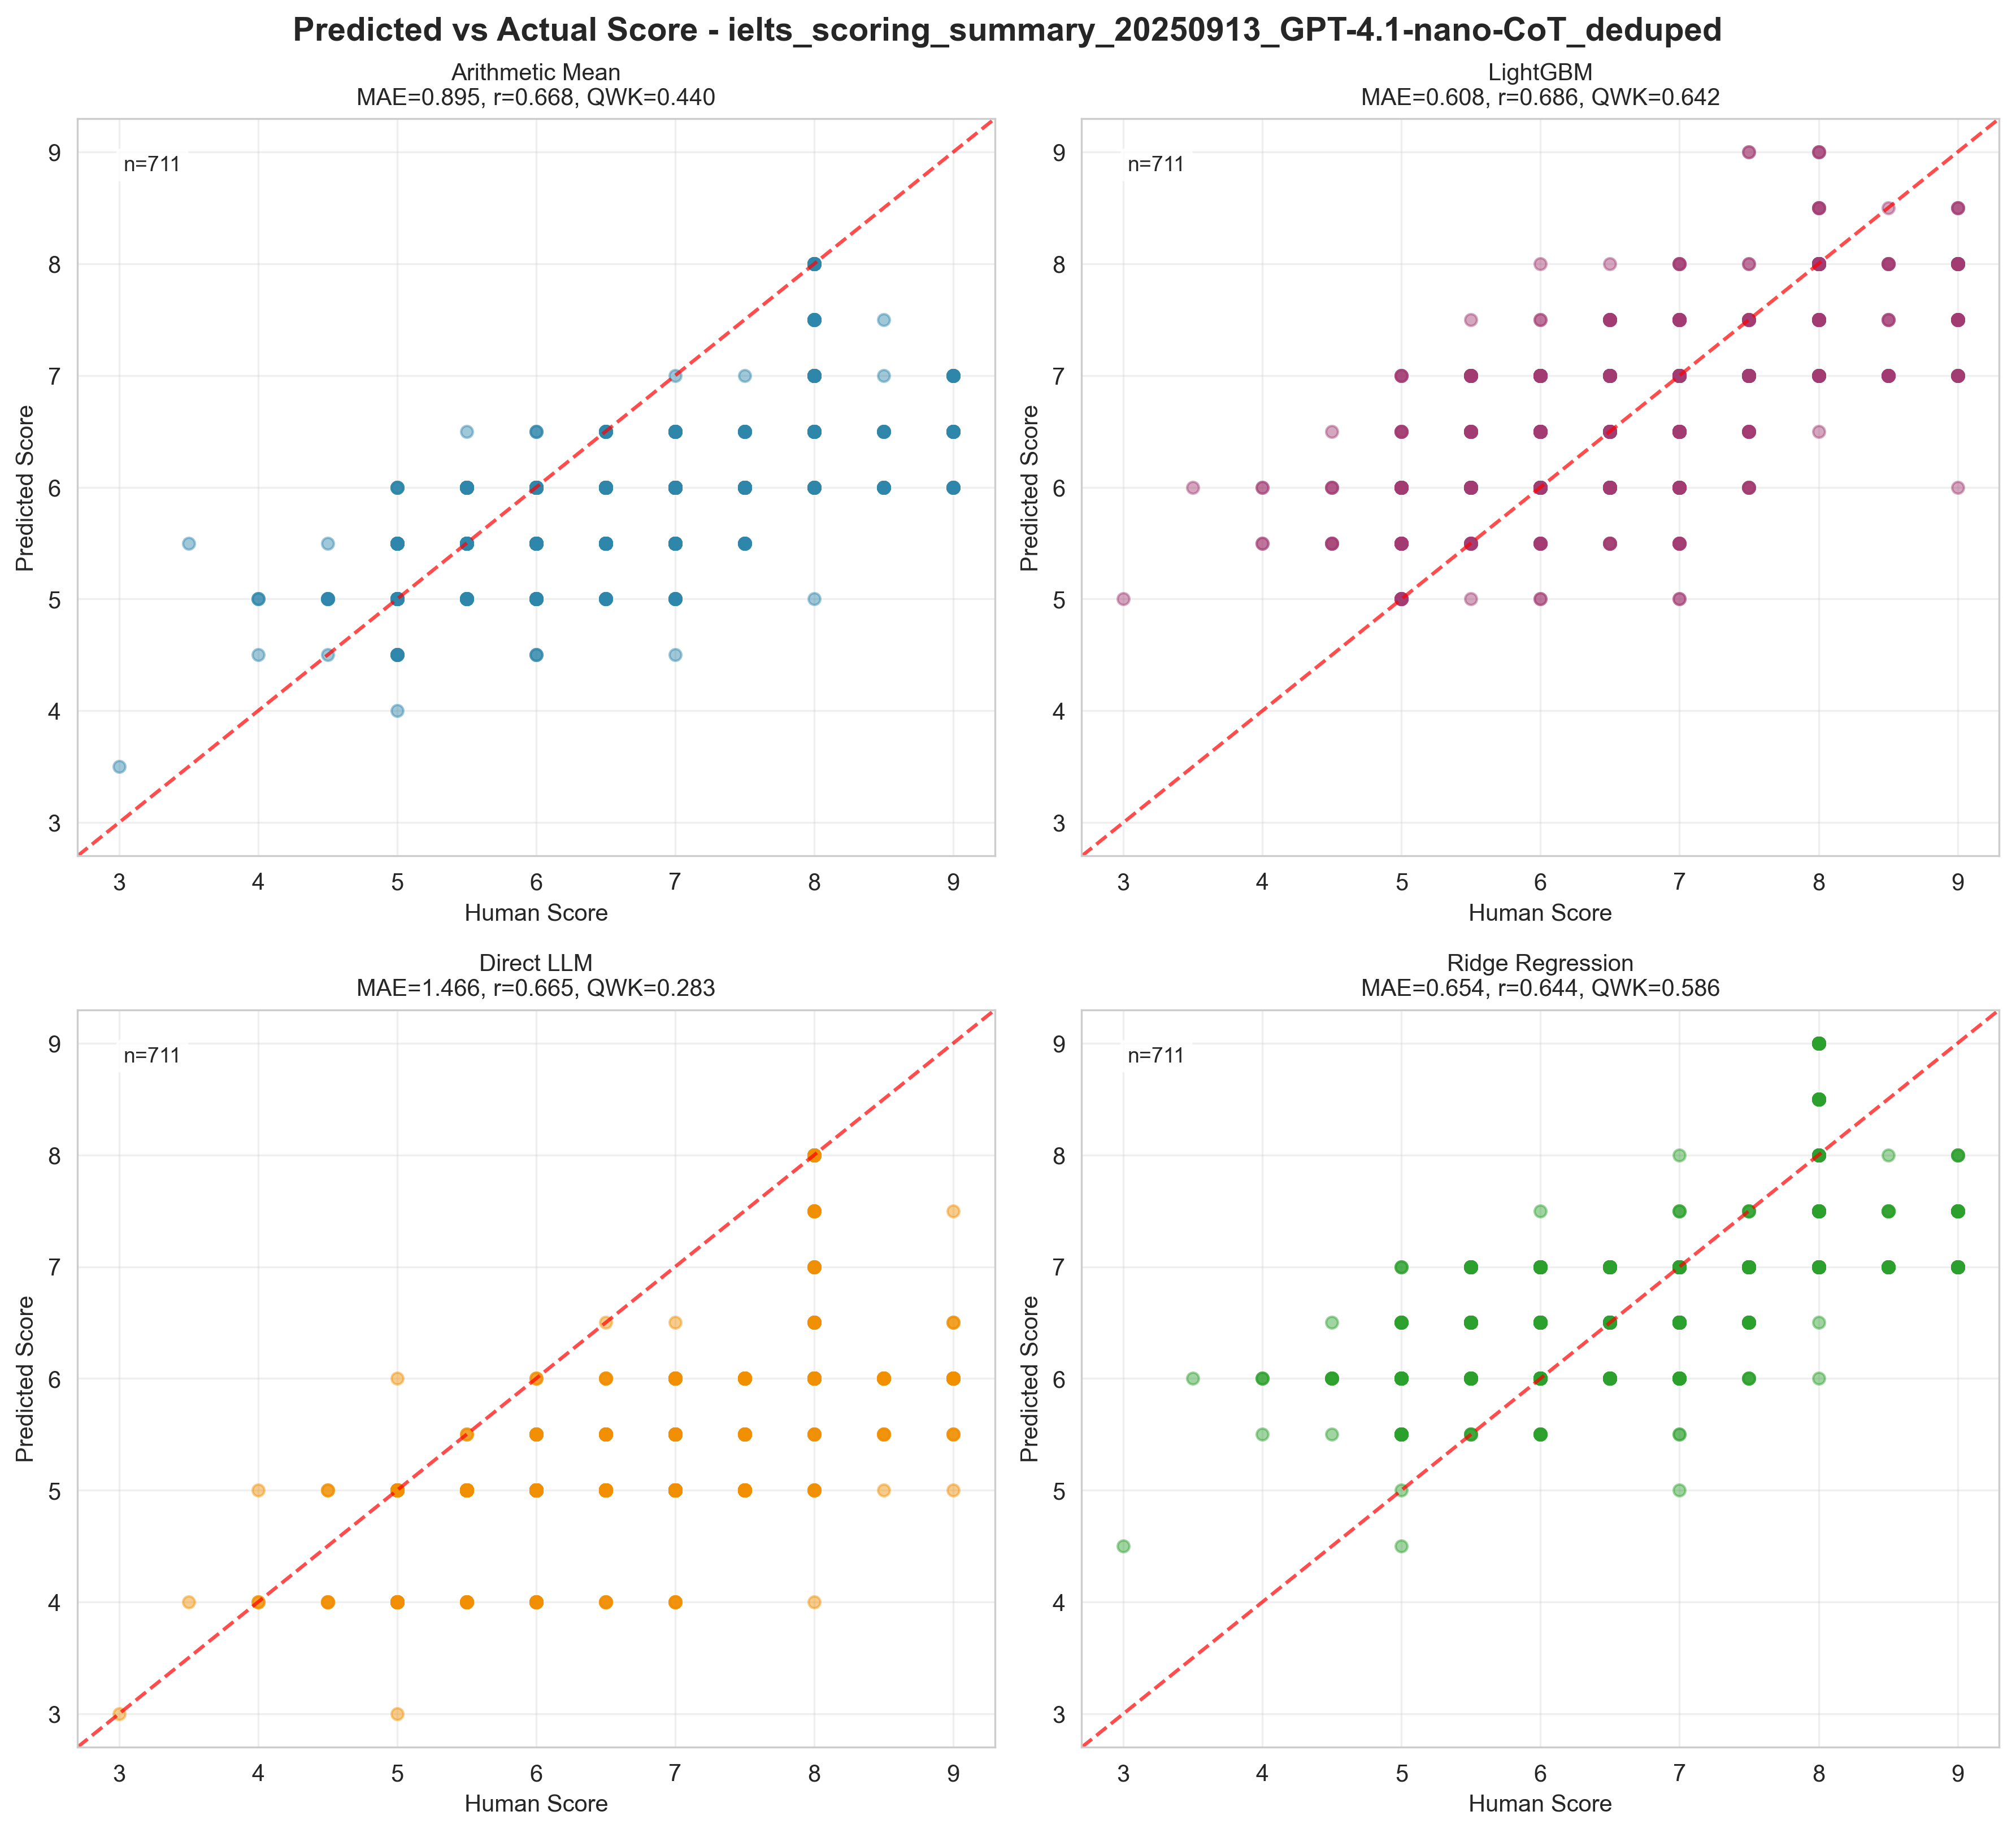 Predicted vs Actual Score - ielts_scoring_summary_20250913_GPT-4.1-nano-CoT_deduped
Arithmetic Mean
MAE=0.895, r=0.668, QWK=0.440
n=711
9
8
7
6
5
4
3
Predicted Score
3 4 5 6 7 8 9
Human Score
LightGBM
MAE=0.608, r=0.686, QWK=0.642
n=711
9
8
7
6
5
4
3
Predicted Score
3 4 5 6 7 8 9
Human Score
Direct LLM
MAE=1.466, r=0.665, QWK=0.283
n=711
9
8
7
6
5
4
3
Predicted Score
3 4 5 6 7 8 9
Human Score
Ridge Regression
MAE=0.654, r=0.644, QWK=0.586
n=711
9
8
7
6
5
4
3
Predicted Score
3 4 5 6 7 8 9
Human Score